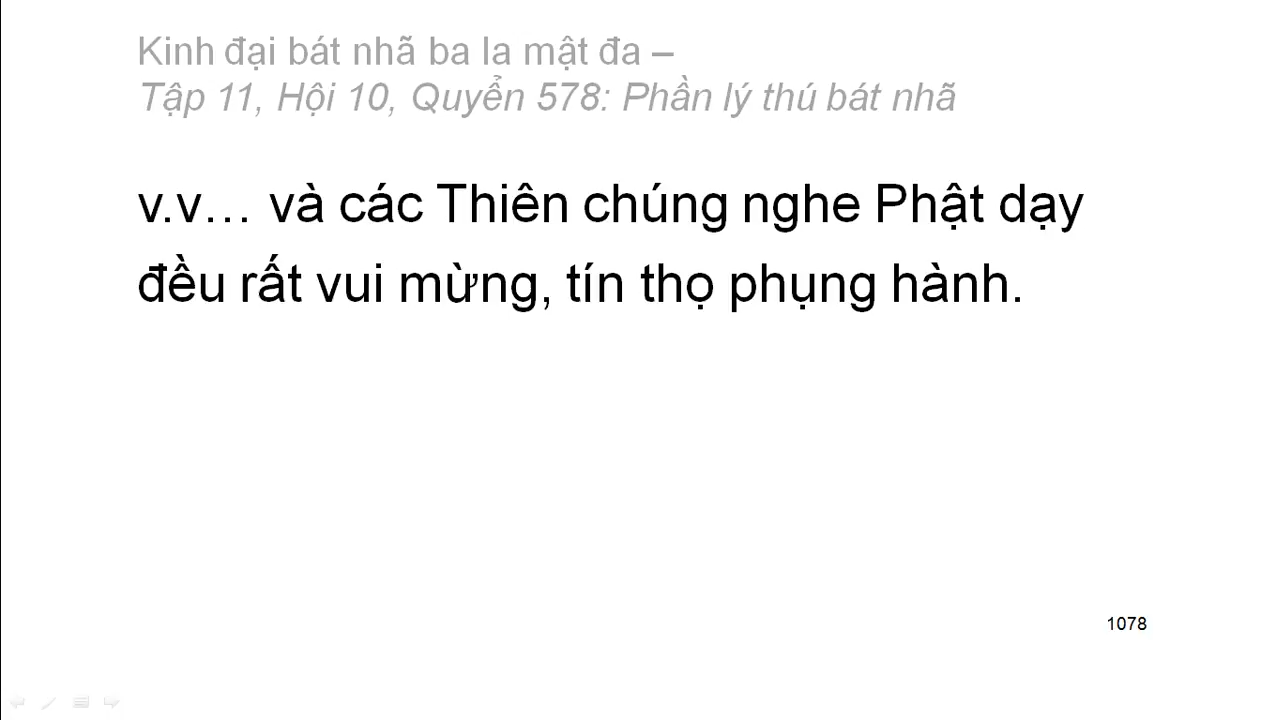 Kinh đại bát nhã ba la mật đa –
Tập 11, Hội 10, Quyển 578: Phần lý thú bát nhã
v.v… và các Thiên chúng nghe Phật dạy
đều rất vui mừng, tín thọ phụng hành.
1078